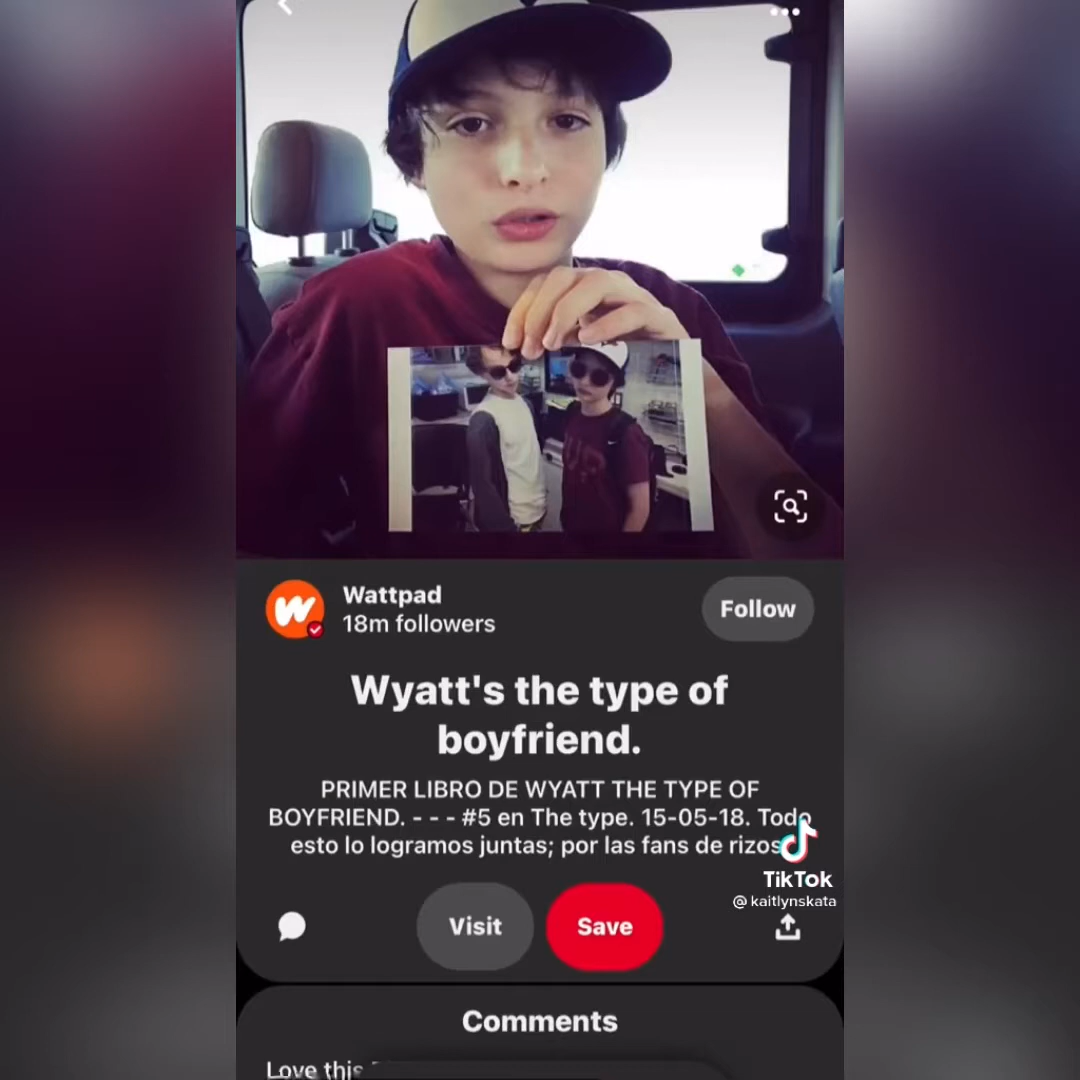 Wattpad
18m followers
Follow
Wyatt's the type of
boyfriend.
PRIMER LIBRO DE WYATT THE TYPE OF
BOYFRIEND. - - - #5 en The type. 15-05-18. Todo
esto lo logramos juntas; por las fans de rizos
TikTok
@kaitlynskata
Visit
Save
Comments
Love this